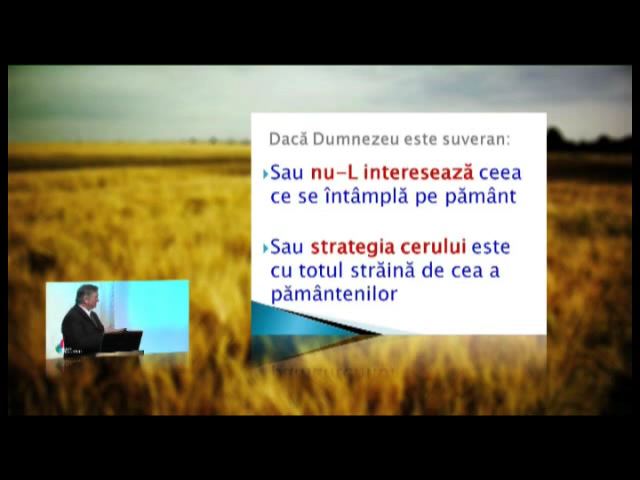 Dacă Dumnezeu este suveran:
Sau nu-L interesează ceea
ce se întâmplă pe pământ
Sau strategia cerului este
cu totul străină de cea a
pământenilor